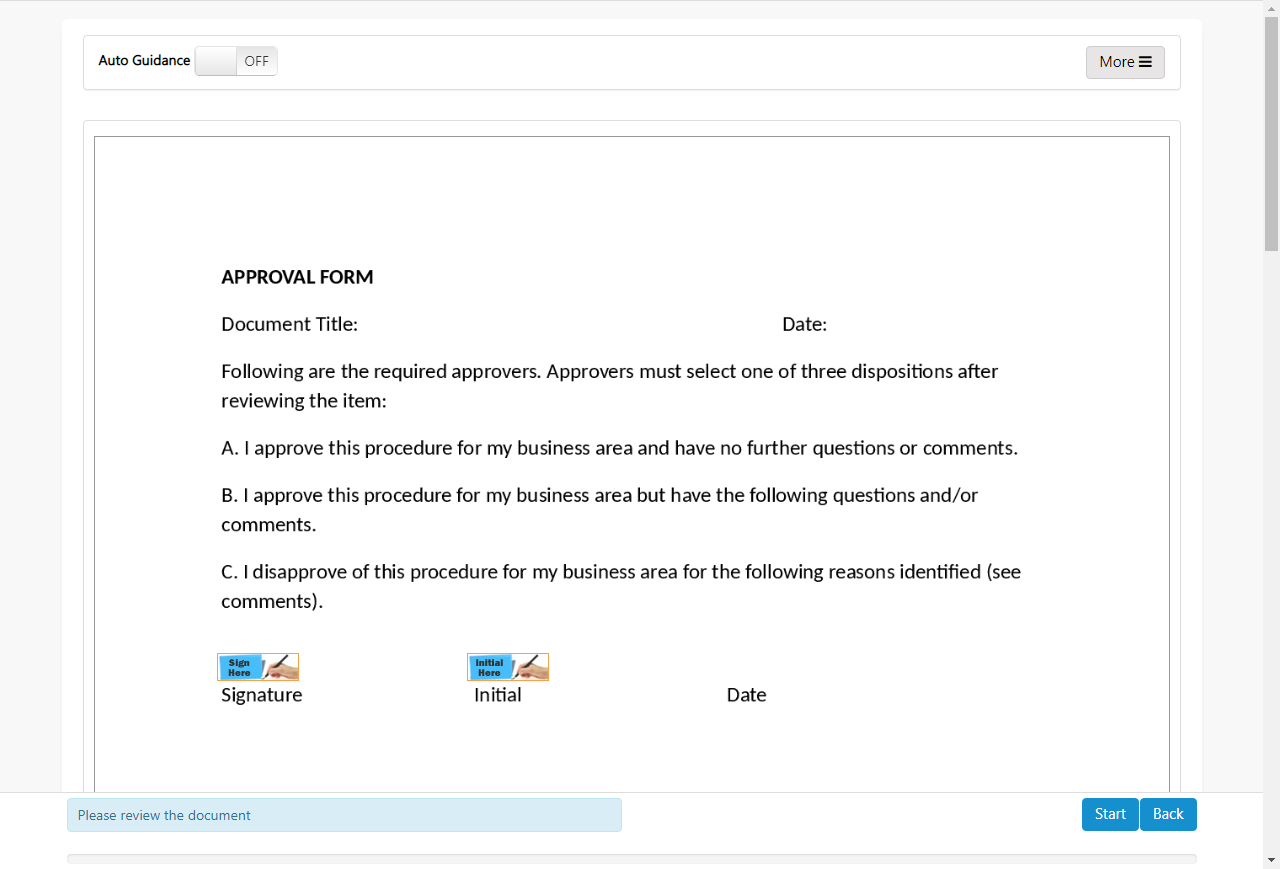 Auto Guidance OFF More
APPROVAL FORM
Document Title: Date:
Following are the required approvers. Approvers must select one of three dispositions after
reviewing the item:
A. I approve this procedure for my business area and have no further questions or comments.
B. I approve this procedure for my business area but have the following questions and/or
comments.
C. I disapprove of this procedure for my business area for the following reasons identified (see
comments).
Sign Here
Initial Here
Signature Initial Date
Please review the document Start Back